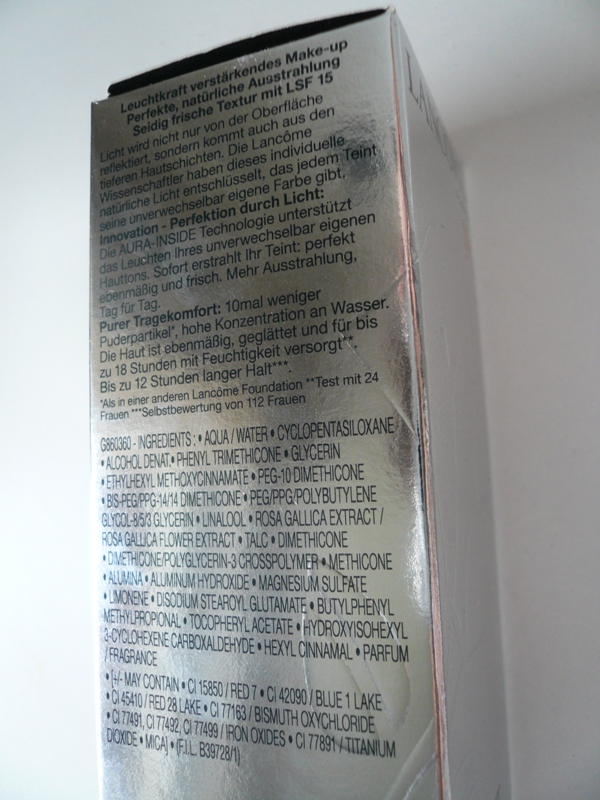 Leuchtkraft verstärkendes Make-up
Perfekte, natürliche Ausstrahlung
Seidig frische Textur mit LSF 15
Licht wird nicht nur von der Oberfläche
reflektiert, sondern kommt auch aus den
tieferen Hautschichten. Die Lancôme
Wissenschaftler haben dieses individuelle
natürliche Licht entschlüsselt, das jedem Teint
seine unverwechselbar eigene Farbe gibt.
Innovation - Perfektion durch Licht:
Die AURA-INSIDE Technologie unterstützt
das Leuchten Ihres unverwechselbar eigenen
Hauttons. Sofort erstrahlt Ihr Teint: perfekt
ebenmäßig und frisch. Mehr Ausstrahlung,
Tag für Tag.
Purer Tragekomfort: 10mal weniger
Puderpartikel*, hohe Konzentration an Wasser.
Die Haut ist ebenmäßig, geglättet und für bis
zu 18 Stunden mit Feuchtigkeit versorgt**.
Bis zu 12 Stunden langer Halt***.
*Als in einer anderen Lancôme Foundation **Test mit 24
Frauen ***Selbstbewertung von 112 Frauen
G860360 - INGREDIENTS : • AQUA / WATER • CYCLOPENTASILOXANE
• ALCOHOL DENAT.• PHENYL TRIMETHICONE • GLYCERIN
• ETHYLHEXYL METHOXYCINNAMATE • PEG-10 DIMETHICONE
• BIS-PEG/PPG-14/14 DIMETHICONE • PEG/PPG/POLYBUTYLENE
GLYCOL-8/5/3 GLYCERIN • LINALOOL • ROSA GALLICA EXTRACT /
ROSA GALLICA FLOWER EXTRACT • TALC • DIMETHICONE
• DIMETHICONE/POLYGLYCERIN-3 CROSSPOLYMER • METHICONE
• ALUMINA • ALUMINUM HYDROXIDE • MAGNESIUM SULFATE
• LIMONENE • DISODIUM STEAROYL GLUTAMATE • BUTYLPHENYL
METHYLPROPIONAL • TOCOPHERYL ACETATE • HYDROXYISOHEXYL
3-CYCLOHEXENE CARBOXALDEHYDE • HEXYL CINNAMAL • PARFUM
/ FRAGRANCE
• [+/- MAY CONTAIN • CI 15850 / RED 7 • CI 42090 / BLUE 1 LAKE
• CI 45410 / RED 28 LAKE • CI 77163 / BISMUTH OXYCHLORIDE
• CI 77491, CI 77492, CI 77499 / IRON OXIDES • CI 77891 / TITANIUM
DIOXIDE • MICA] • (F.I.L. B39728/1)